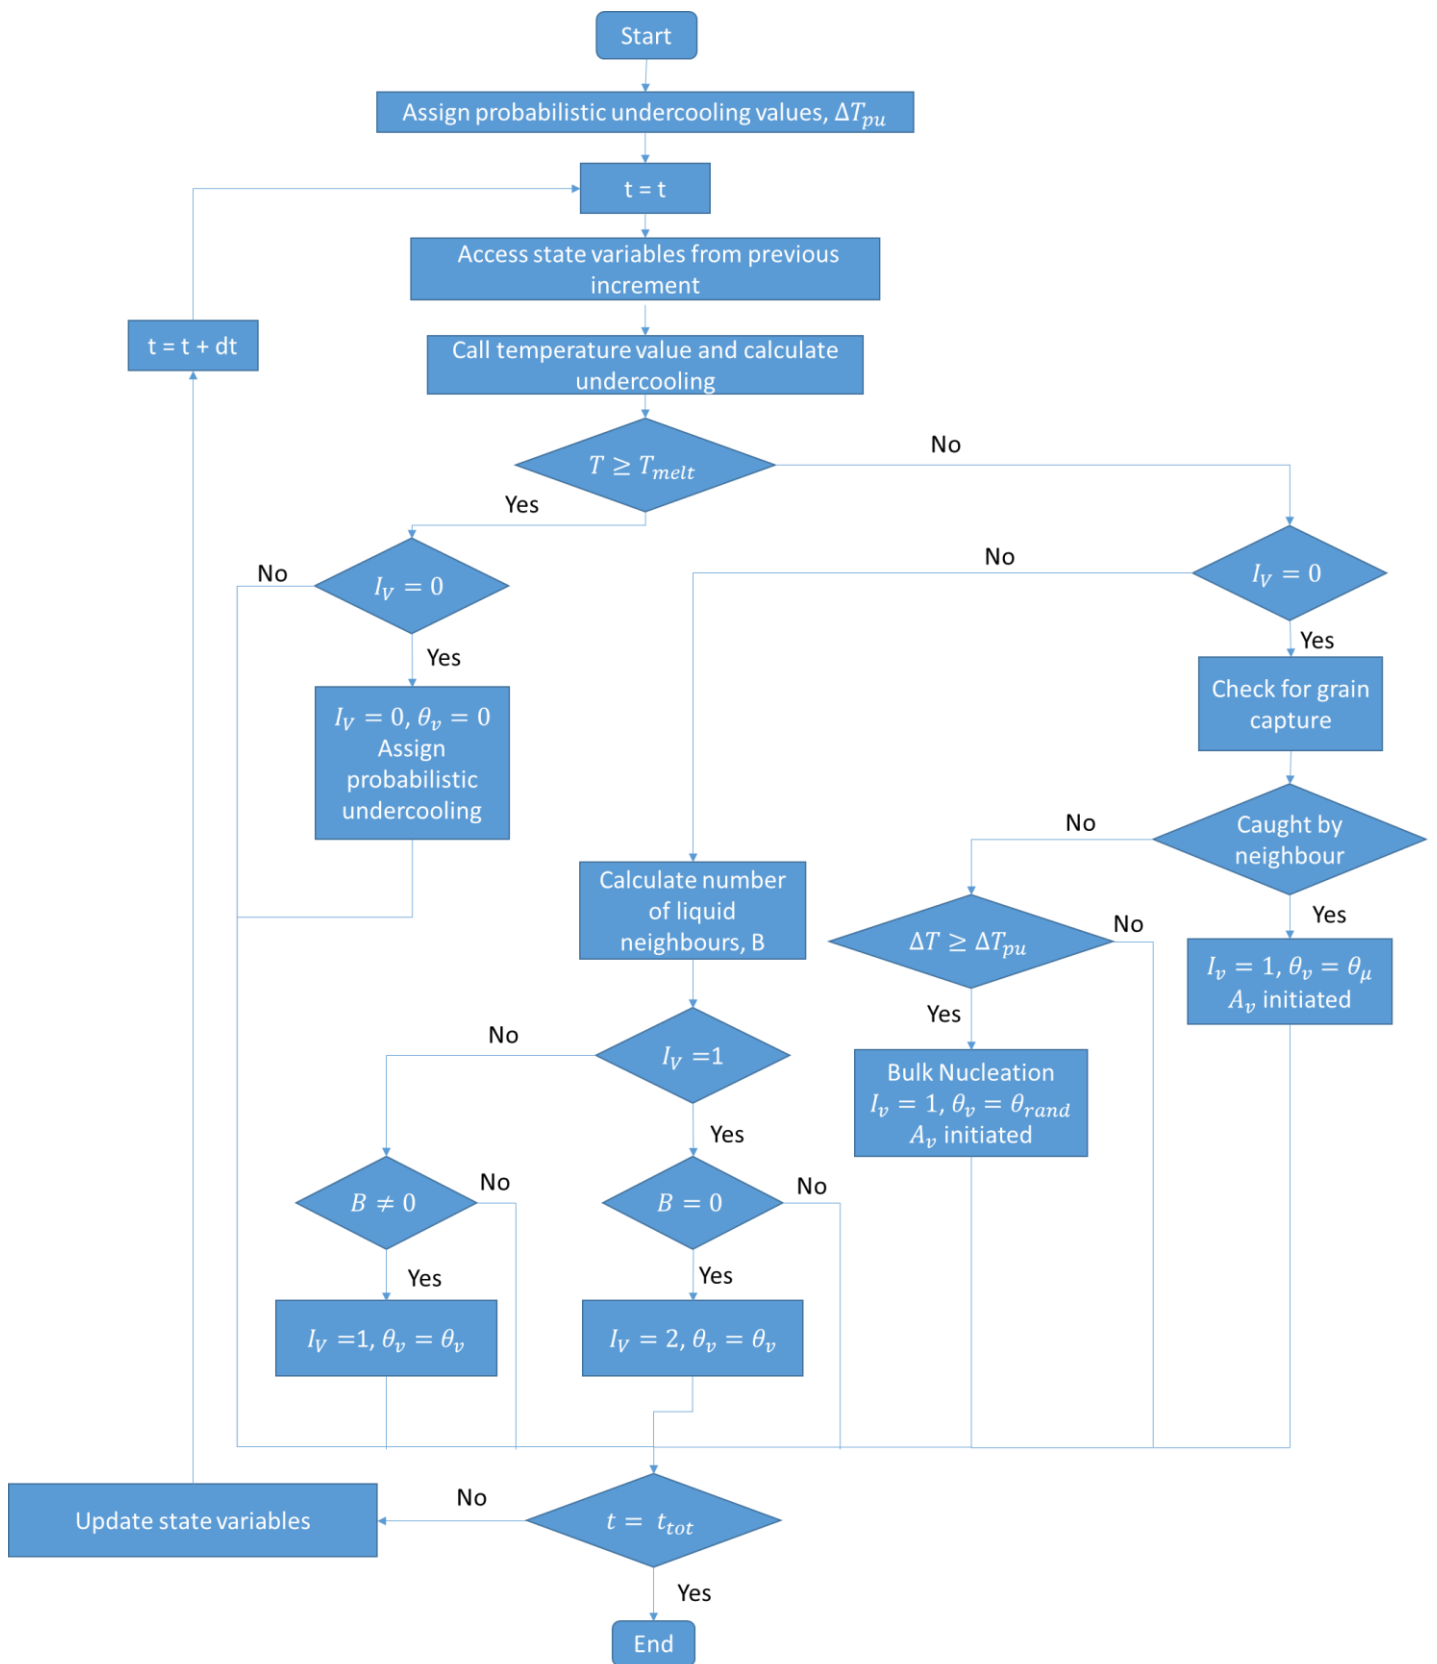 Start
Assign probabilistic undercooling values, ΔT_pu
t = t
Access state variables from previous
increment
t = t + dt
Call temperature value and calculate
undercooling
T ≥ T_melt
No
Yes
I_V = 0
No
Yes
I_V = 0, θ_v = 0
Assign
probabilistic
undercooling
I_V = 0
No
Yes
Check for grain
capture
Caught by
neighbour
No
Yes
I_v = 1, θ_v = θ_μ
A_v initiated
ΔT ≥ ΔT_pu
No
Yes
Bulk Nucleation
I_v = 1, θ_v = θ_rand
A_v initiated
Calculate number
of liquid
neighbours, B
I_V =1
No
Yes
B ≠ 0
No
Yes
I_V =1, θ_v = θ_v
B = 0
No
Yes
I_V = 2, θ_v = θ_v
t = t_tot
No
Update state variables
Yes
End